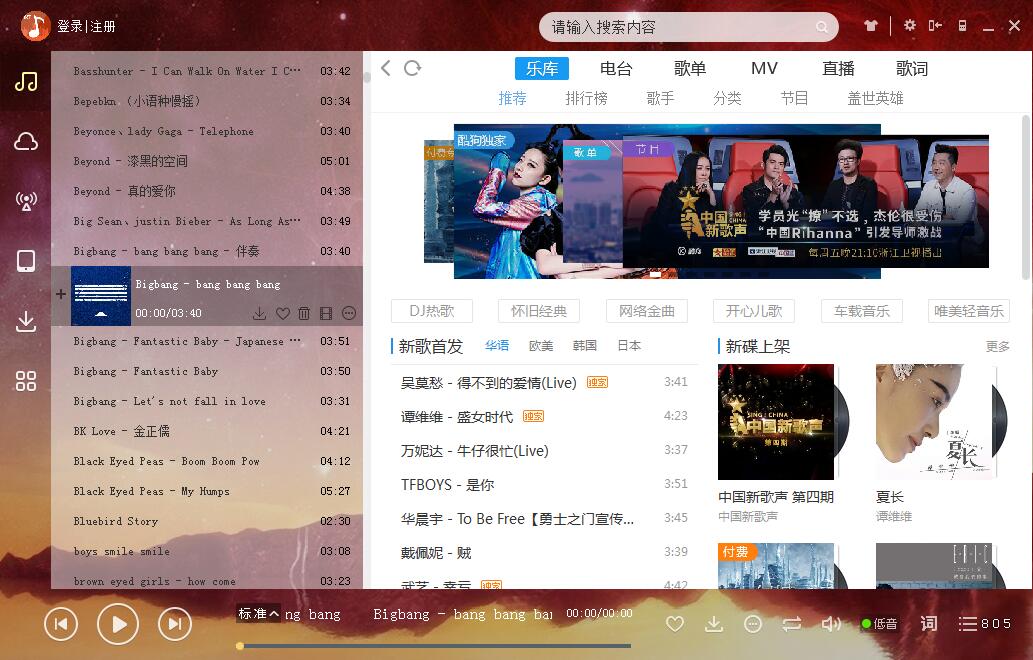 登录|注册
请输入搜索内容
Basshunter - I Can Walk On Water I C…
03:42
Bepebkn （小语种慢摇）
03:34
Beyonce、lady Gaga - Telephone
03:40
Beyond - 漆黑的空间
05:01
Beyond - 真的爱你
04:38
Big Sean、justin Bieber - As Long As…
03:49
Bigbang - bang bang bang - 伴奏
03:40
Bigbang - bang bang bang
00:00/03:40
Bigbang - Fantastic Baby - Japanese …
03:51
Bigbang - Fantastic Baby
03:50
Bigbang - Let's not fall in love
03:31
BK Love - 金正儒
04:21
Black Eyed Peas - Boom Boom Pow
04:12
Black Eyed Peas - My Humps
05:27
Bluebird Story
02:30
boys smile smile
03:08
brown eyed girls - how come
03:23
乐库 电台 歌单 MV 直播 歌词
推荐 排行榜 歌手 分类 节目 盖世英雄
付费
酷狗独家
歌单
节目
SING! CHINA
中国新歌声
学员光“撩”不选，杰伦很受伤
“中国Rihanna”引发导师激战
每周五晚21:10浙江卫视播出
DJ热歌 怀旧经典 网络金曲 开心儿歌 车载音乐 唯美轻音乐
新歌首发 华语 欧美 韩国 日本
吴莫愁 - 得不到的爱情(Live) 独家 3:41
谭维维 - 盛女时代 独家 4:23
万妮达 - 牛仔很忙(Live) 3:37
TFBOYS - 是你 3:51
华晨宇 - To Be Free【勇士之门宣传... 3:45
戴佩妮 - 贼 3:39
武艺 - 幸亏 独家 4:42
新碟上架 更多
SING! CHINA
中国新歌声
第四期
夏长
中国新歌声 第四期
中国新歌声
夏长
谭维维
付费
标准 ng bang Bigbang - bang bang ba 00:00/00:00
低音
词
805